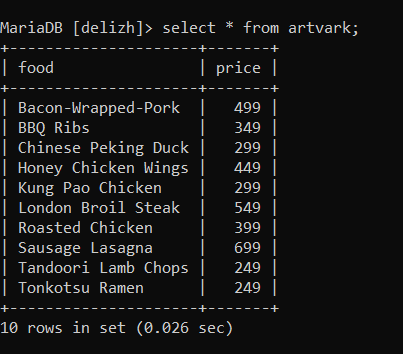 MariaDB [delizh]> select * from artvark;
+---------------------+-------+
| food                | price |
+---------------------+-------+
| Bacon-Wrapped-Pork  |   499 |
| BBQ Ribs            |   349 |
| Chinese Peking Duck |   299 |
| Honey Chicken Wings |   449 |
| Kung Pao Chicken    |   299 |
| London Broil Steak  |   549 |
| Roasted Chicken     |   399 |
| Sausage Lasagna     |   699 |
| Tandoori Lamb Chops |   249 |
| Tonkotsu Ramen      |   249 |
+---------------------+-------+
10 rows in set (0.026 sec)